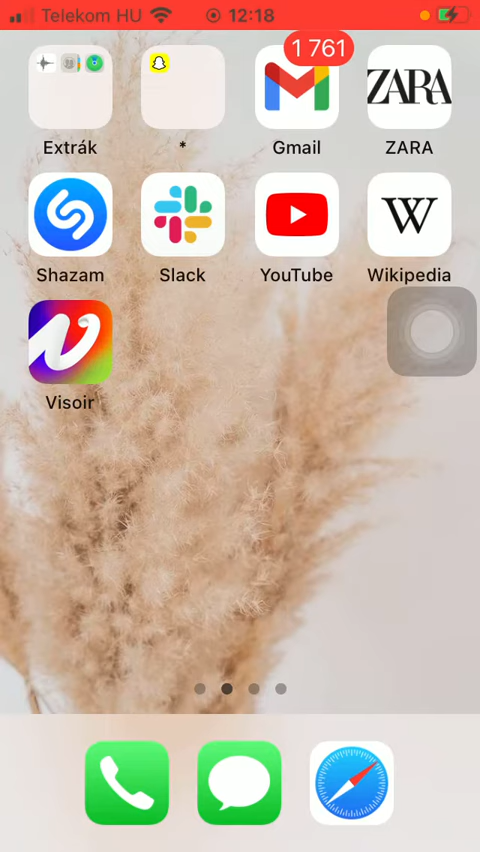 Telekom HU 12:18
1 761
ZARA
Extrák * Gmail ZARA
W
Shazam Slack YouTube Wikipedia
Visoir